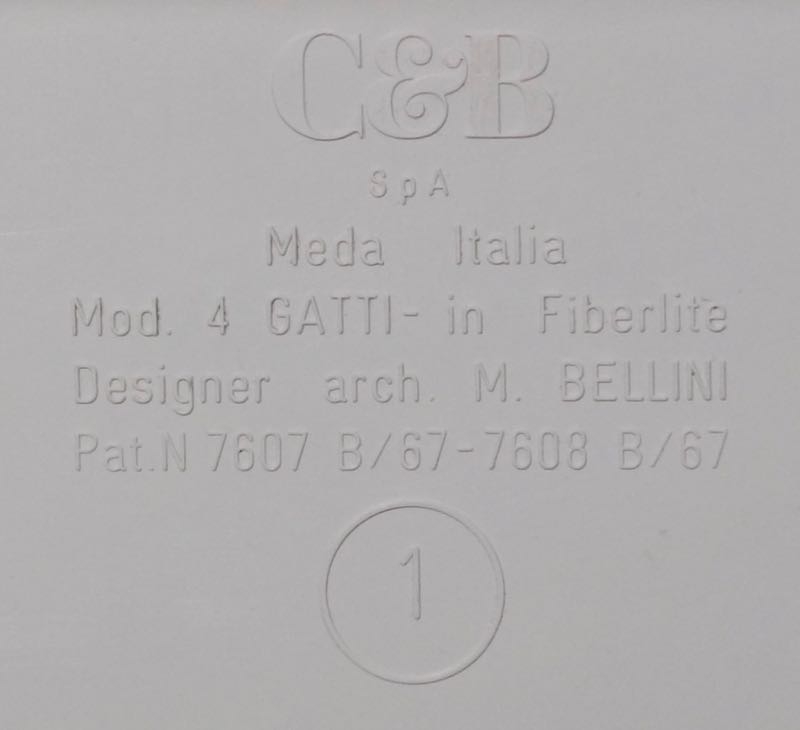 C&B
SpA
Meda Italia
Mod. 4 GATTI- in Fiberlite
Designer arch. M. BELLINI
Pat.N 7607 B/67-7608 B/67
1